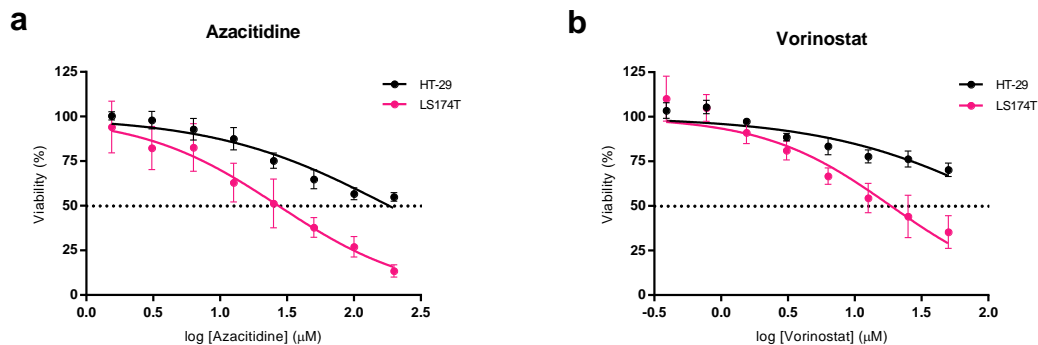 a
Azacitidine
125
100
75
50
25
0
Viability (%)
0.0 0.5 1.0 1.5 2.0 2.5
log [Azacitidine] (μM)
HT-29
LS174T
b
Vorinostat
125
100
75
50
25
0
Viability (%)
-0.5 0.0 0.5 1.0 1.5 2.0
log [Vorinostat] (μM)
HT-29
LS174T